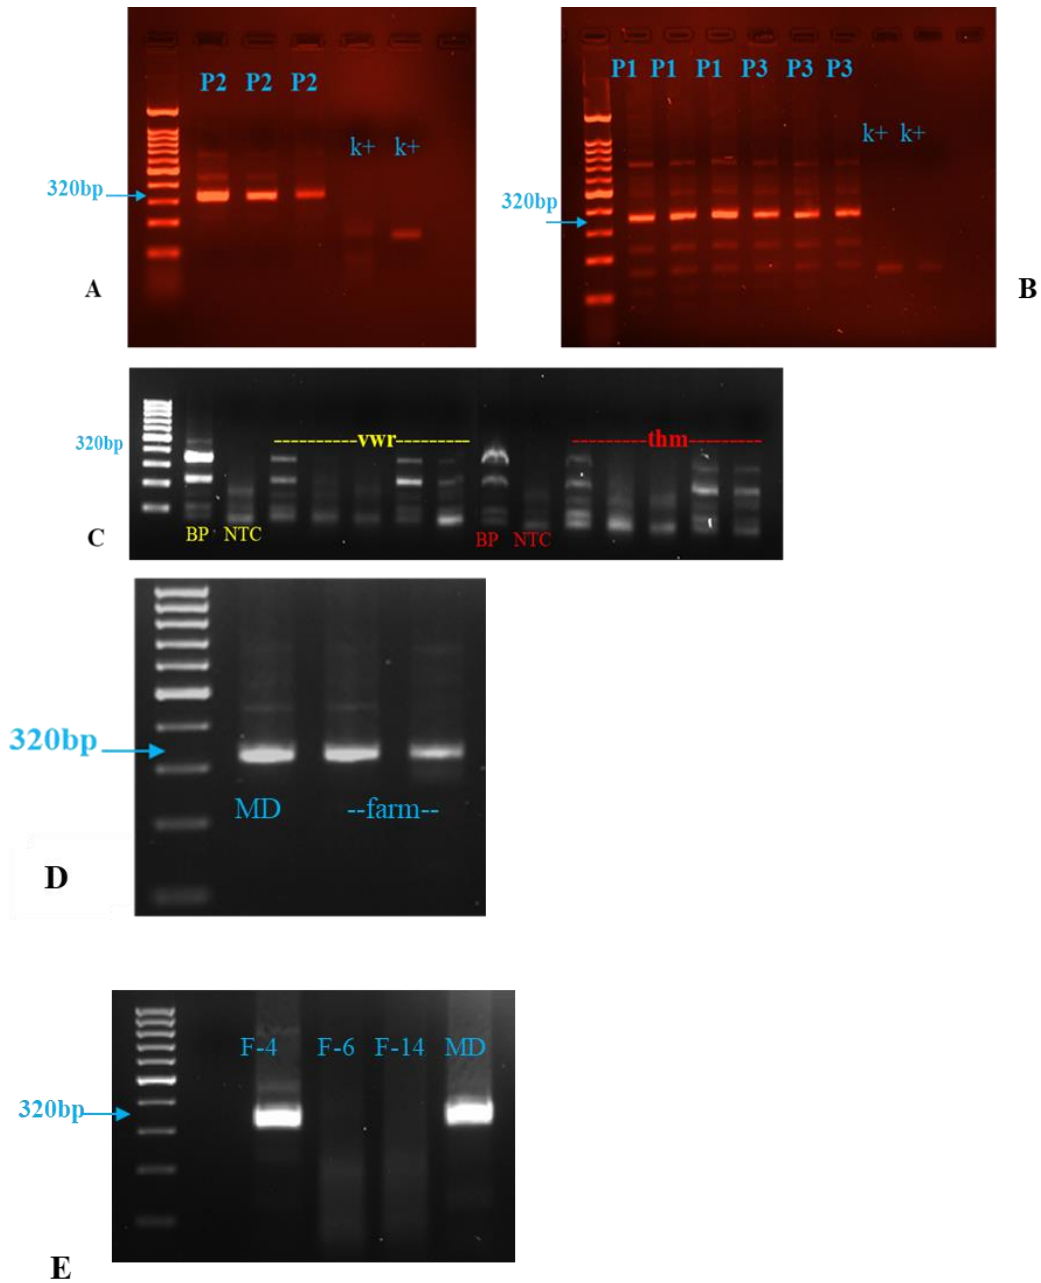 P2 P2 P2
k+ k+
320bp
A
P1 P1 P1 P3 P3 P3
k+ k+
320bp
B
----------vwr---------
---------thm---------
320bp
BP NTC
BP NTC
C
320bp
MD --farm--
D
F-4 F-6 F-14 MD
320bp
E